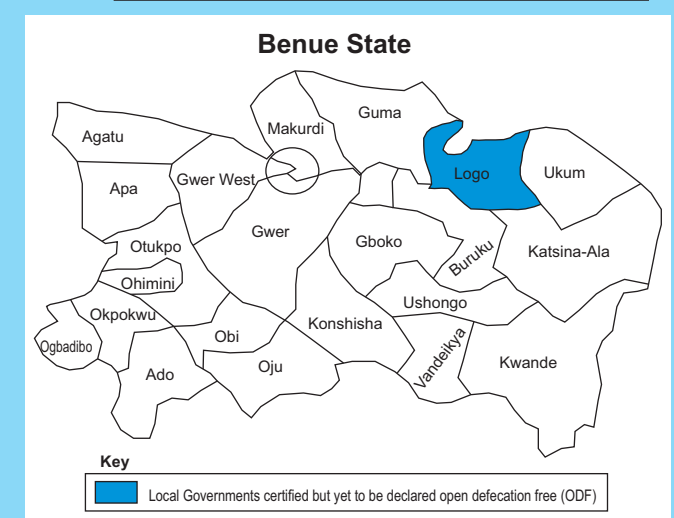 Benue State
Guma
Makurdi
Agatu
Logo
Ukum
Apa
Gwer West
Gwer
Otukpo
Gboko
Buruku
Katsina-Ala
Ohimini
Ushongo
Okpokwu
Konshisha
Obi
Ogbadibo
Vandeikya
Kwande
Ado
Oju
Key
Local Governments certified but yet to be declared open defecation free (ODF)